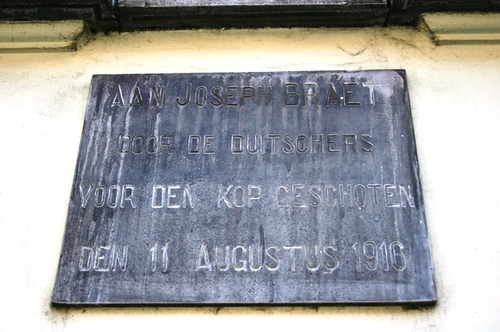 AAN JOSEPH BRAET
DOOR DE DUITSCHERS
VOOR DEN KOP GESCHOTEN
DEN 11 AUGUSTUS 1916